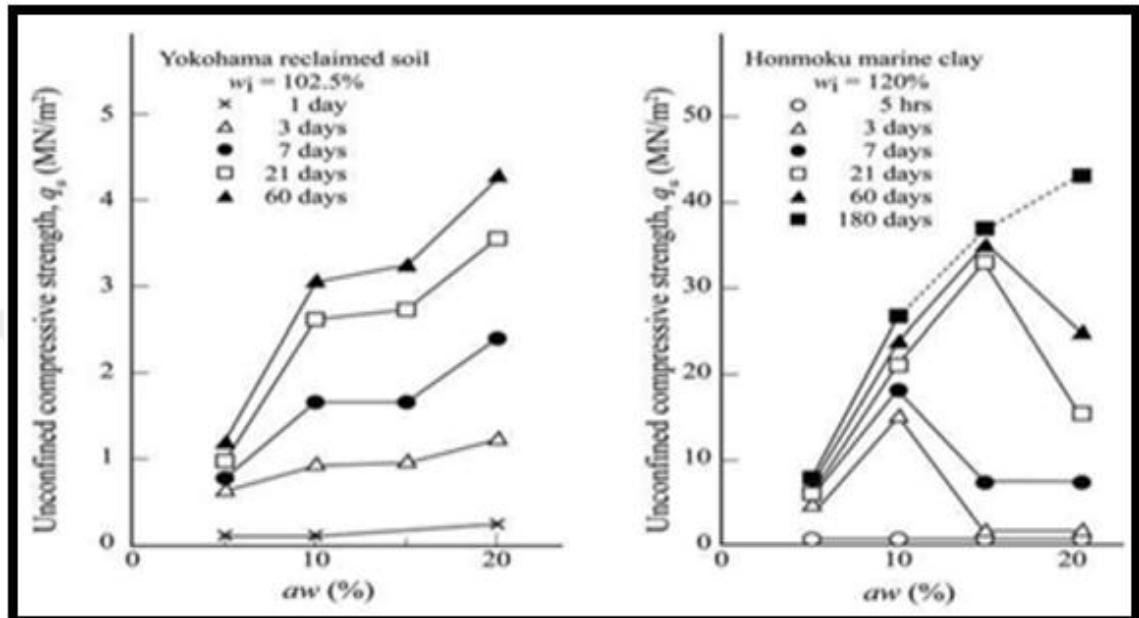 Yokohama reclaimed soil
wi = 102.5%
1 day
3 days
7 days
21 days
60 days
Unconfined compressive strength, qu (MN/m²)
5
4
3
2
1
0
0
10
20
aw (%)
Honmoku marine clay
wi = 120%
5 hrs
3 days
7 days
21 days
60 days
180 days
Unconfined compressive strength, qu (MN/m²)
50
40
30
20
10
0
0
10
20
aw (%)